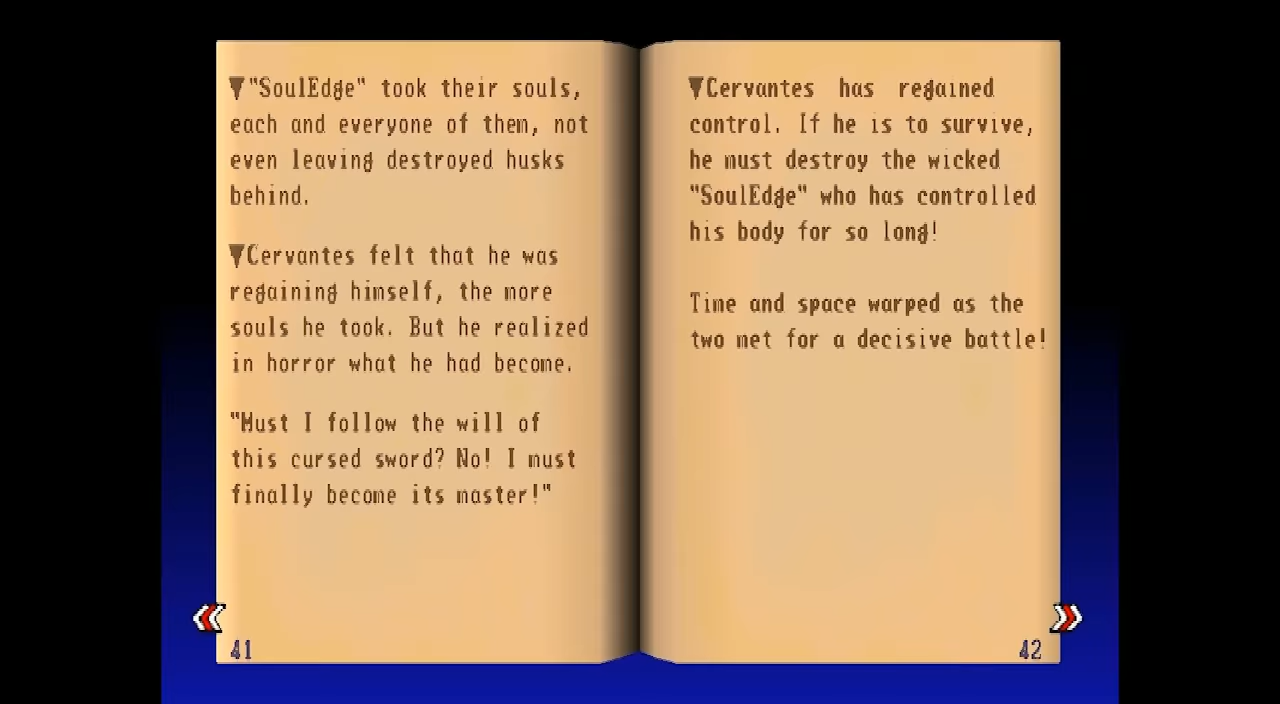 ▼"SoulEdge" took their souls,
each and everyone of them, not
even leaving destroyed husks
behind.
▼Cervantes felt that he was
regaining himself, the more
souls he took. But he realized
in horror what he had become.
"Must I follow the will of
this cursed sword? No! I must
finally become its master!"
41
▼Cervantes has regained
control. If he is to survive,
he must destroy the wicked
"SoulEdge" who has controlled
his body for so long!
Time and space warped as the
two met for a decisive battle!
42